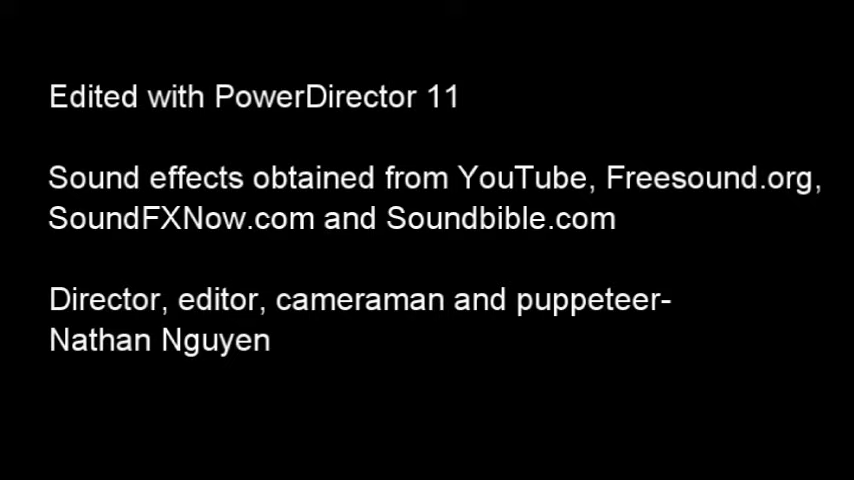 Edited with PowerDirector 11
Sound effects obtained from YouTube, Freesound.org,
SoundFXNow.com and Soundbible.com
Director, editor, cameraman and puppeteer-
Nathan Nguyen